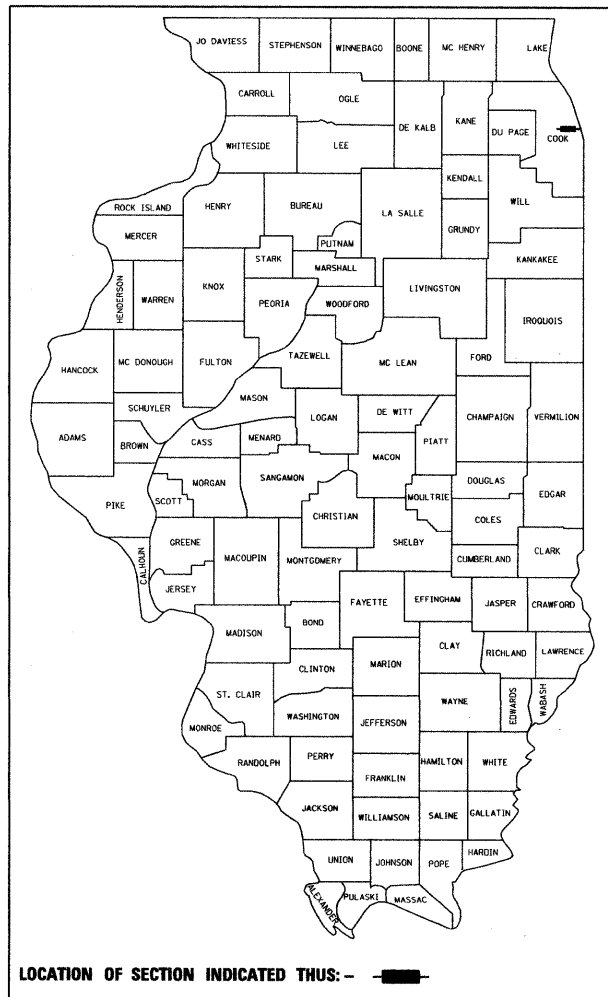 JO DAVIESS STEPHENSON WINNEBAGO BOONE MC HENRY LAKE
CARROLL OGLE DE KALB KANE DU PAGE COOK
WHITESIDE LEE
KENDALL WILL
ROCK ISLAND HENRY BUREAU LA SALLE GRUNDY
MERCER PUTNAM
STARK MARSHALL KANKAKEE
HENDERSON WARREN KNOX PEORIA WOODFORD LIVINGSTON IROQUOIS
HANCOCK MC DONOUGH FULTON TAZEWELL MC LEAN FORD
MASON
SCHUYLER LOGAN DE WITT CHAMPAIGN VERMILION
ADAMS BROWN CASS MENARD PIATT
MACON
MORGAN SANGAMON DOUGLAS
PIKE SCOTT MOULTRIE EDGAR
CHRISTIAN COLES
GREENE MACOUPIN SHELBY
CALHOUN MONTGOMERY CUMBERLAND CLARK
JERSEY FAYETTE EFFINGHAM JASPER CRAWFORD
MADISON BOND
CLAY RICHLAND LAWRENCE
CLINTON MARION
ST. CLAIR WAYNE EDWARDS WABASH
MONROE WASHINGTON JEFFERSON
RANDOLPH PERRY HAMILTON WHITE
FRANKLIN
JACKSON WILLIAMSON SALINE GALLATIN
UNION JOHNSON POPE HARDIN
ALEXANDER PULASKI MASSAC
LOCATION OF SECTION INDICATED THUS: -